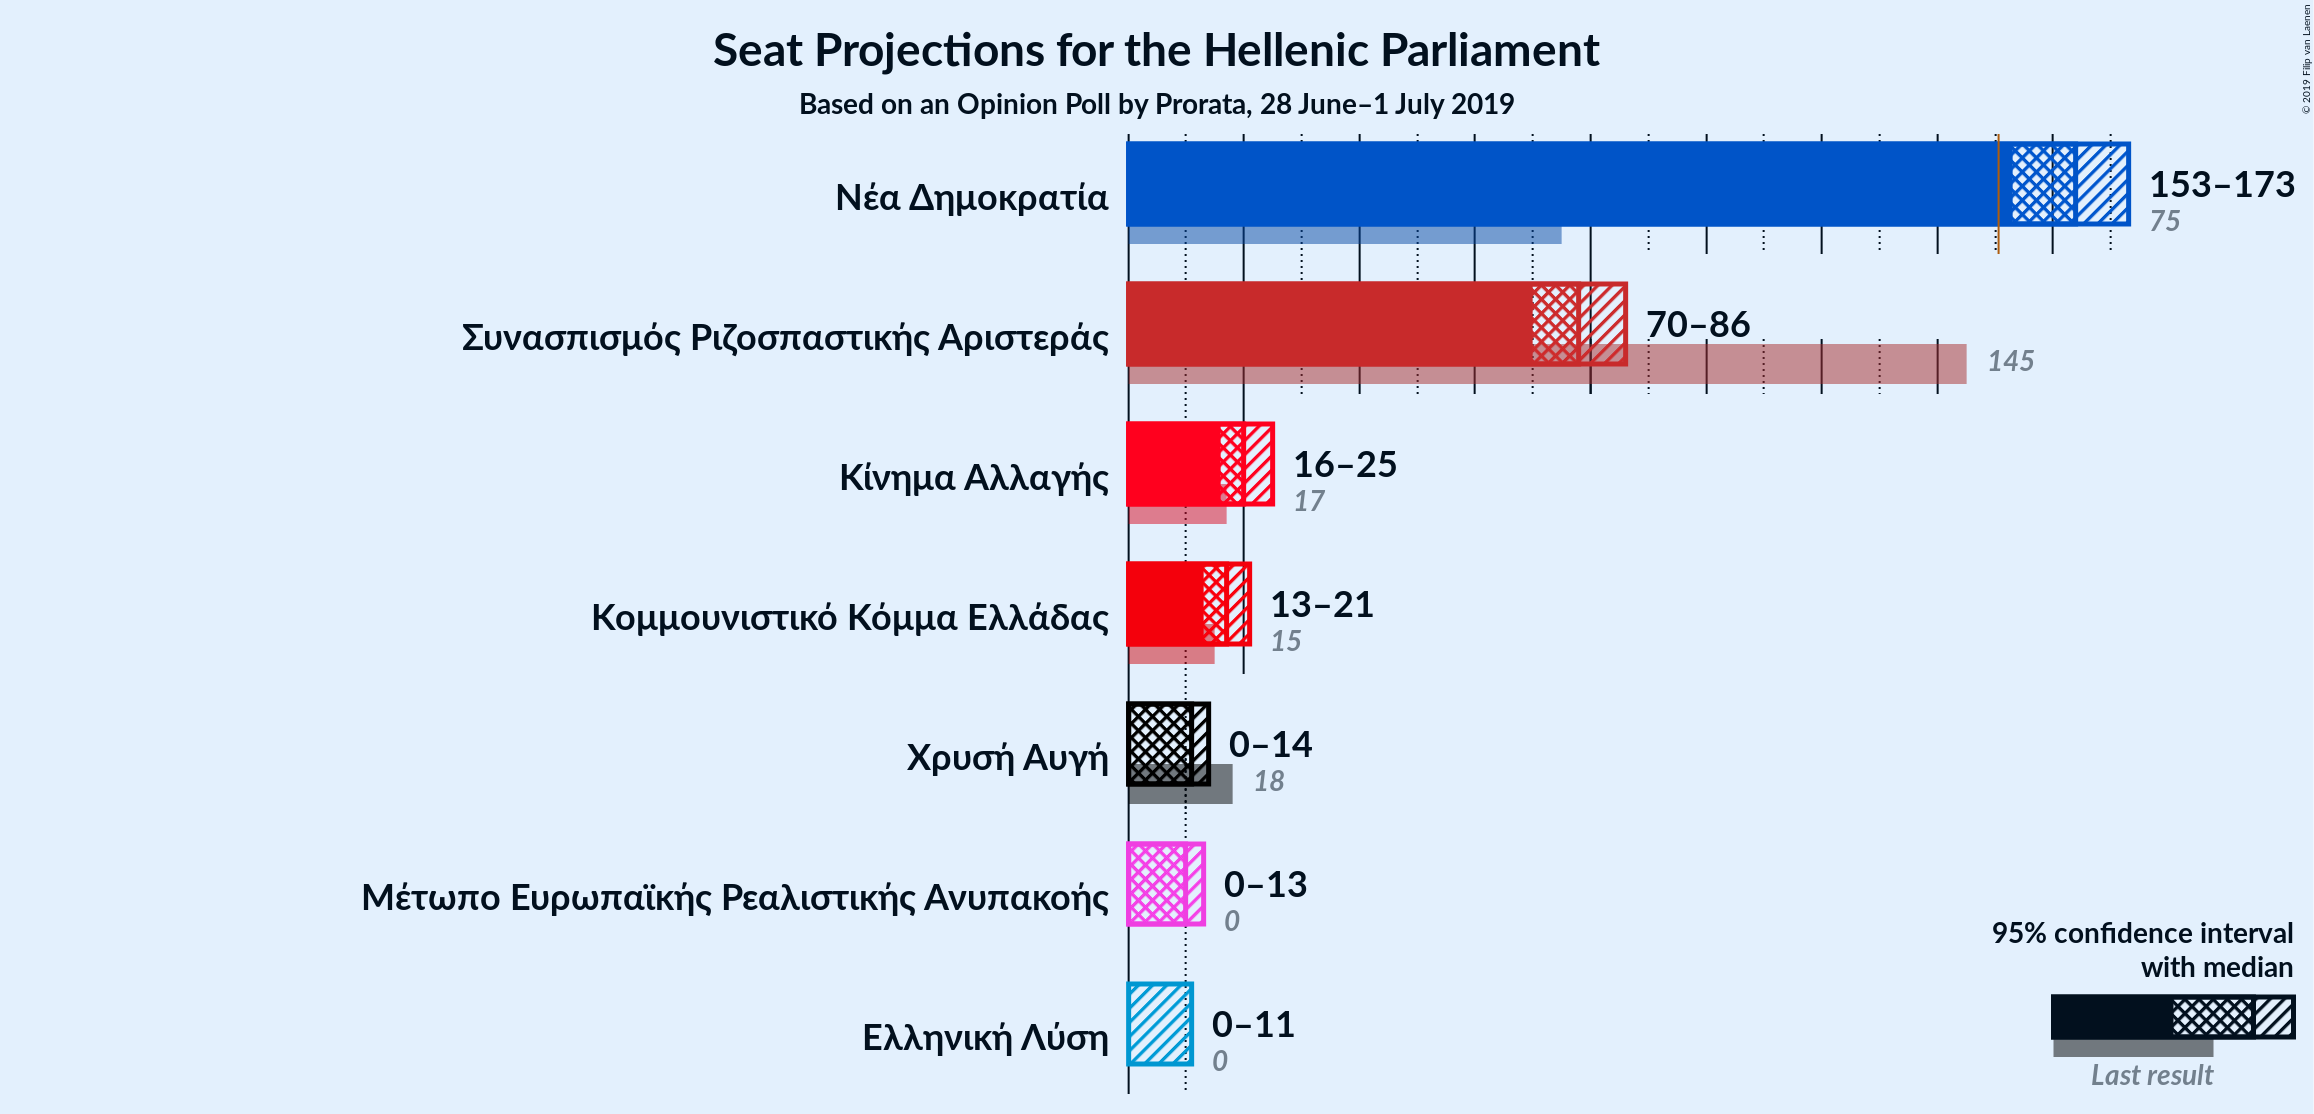 Seat Projections for the Hellenic Parliament
Based on an Opinion Poll by Prorata, 28 June–1 July 2019
© 2019 Filip van Laenen
Νέα Δημοκρατία
153–173
75
Συνασπισμός Ριζοσπαστικής Αριστεράς
70–86
145
Κίνημα Αλλαγής
16–25
17
Κομμουνιστικό Κόμμα Ελλάδας
13–21
15
Χρυσή Αυγή
0–14
18
Μέτωπο Ευρωπαϊκής Ρεαλιστικής Ανυπακοής
0–13
0
Ελληνική Λύση
0–11
0
95% confidence interval
with median
Last result